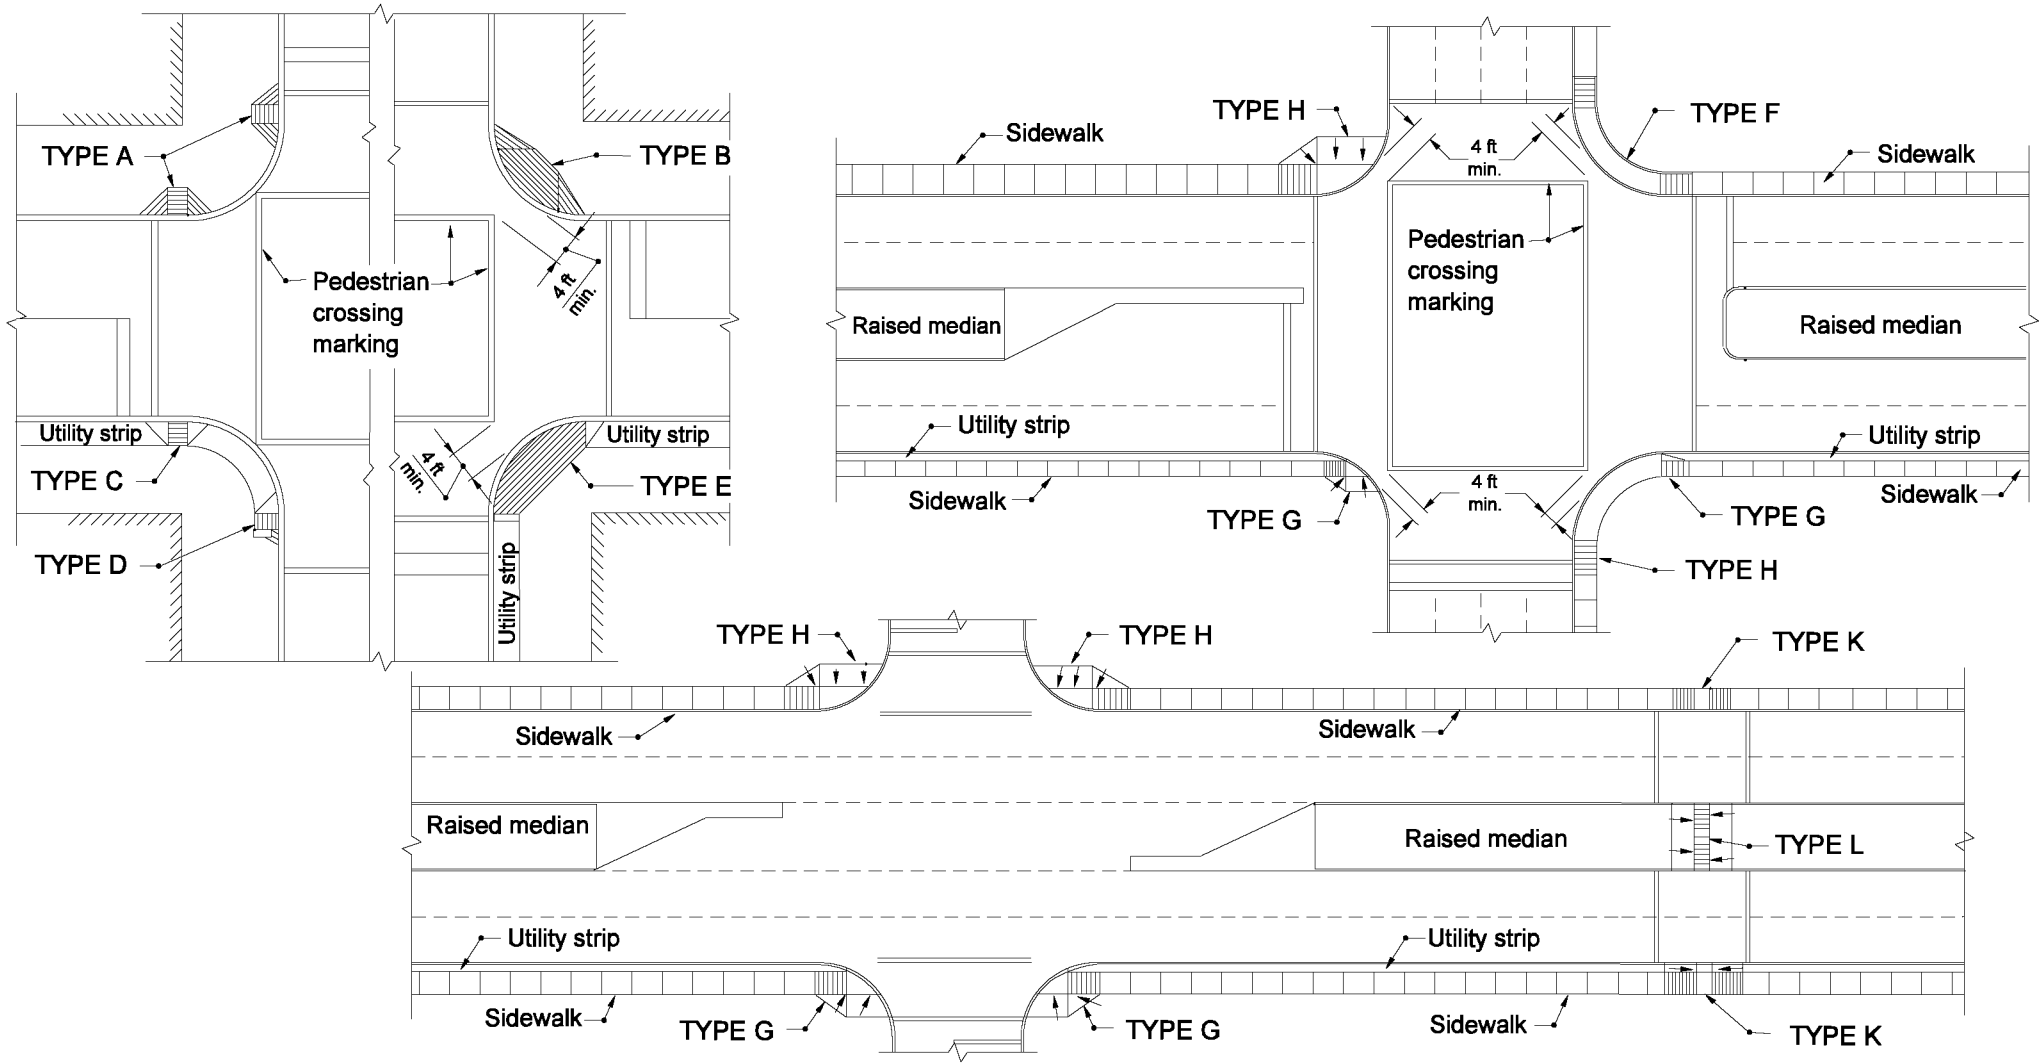 TYPE A
TYPE B
Pedestrian
crossing
marking
4 ft
min.
Utility strip
Utility strip
4 ft
min.
TYPE C
TYPE E
TYPE D
Utility strip
TYPE H
TYPE F
Sidewalk
4 ft
min.
Sidewalk
Pedestrian
crossing
marking
Raised median
Raised median
Utility strip
Utility strip
Sidewalk
4 ft
min.
Sidewalk
TYPE G
TYPE G
TYPE H
TYPE H
TYPE H
TYPE K
Sidewalk
Sidewalk
Raised median
Raised median
TYPE L
Utility strip
Utility strip
Sidewalk
TYPE G
TYPE G
Sidewalk
TYPE K